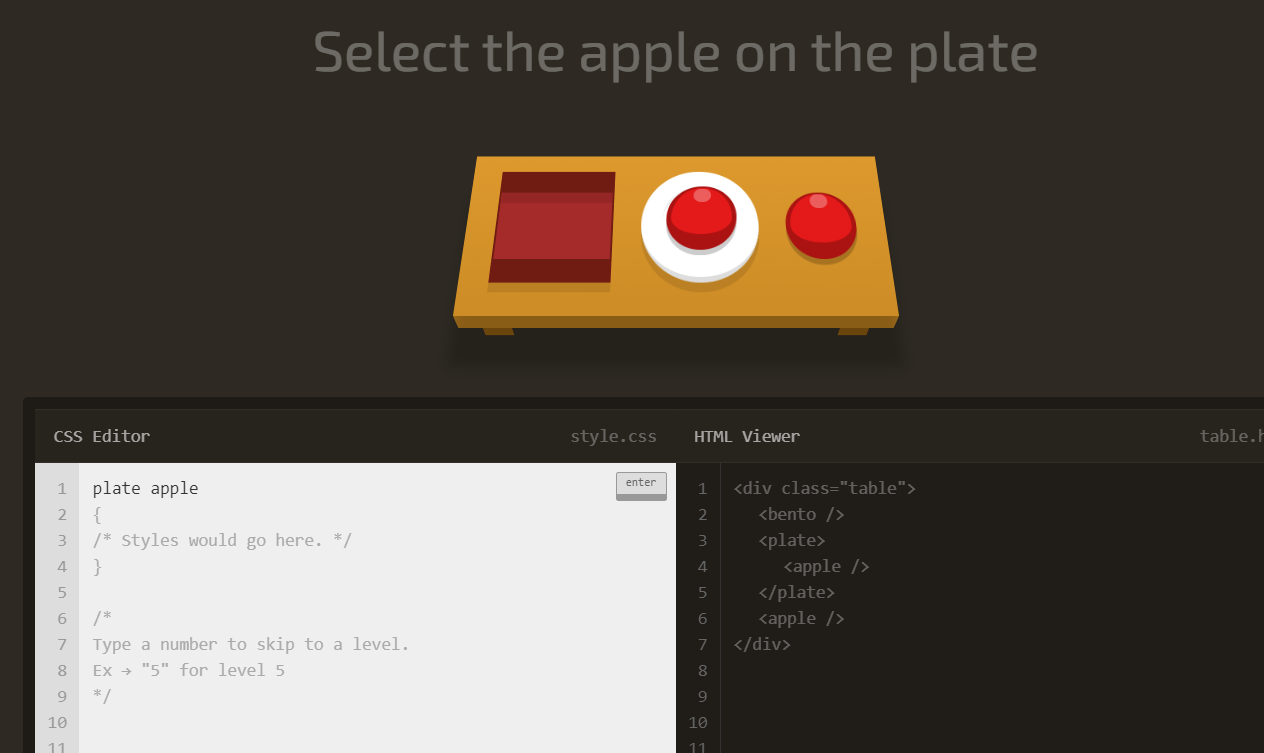 Select the apple on the plate
CSS Editor
style.css
HTML Viewer
enter
1 plate apple
2 {
3 /* Styles would go here. */
4 }
5
6 /*
7 Type a number to skip to a level.
8 Ex → "5" for level 5
9 */
10
11
1 <div class="table">
2 <bento />
3 <plate>
4 <apple />
5 </plate>
6 <apple />
7 </div>
8
9
10
11